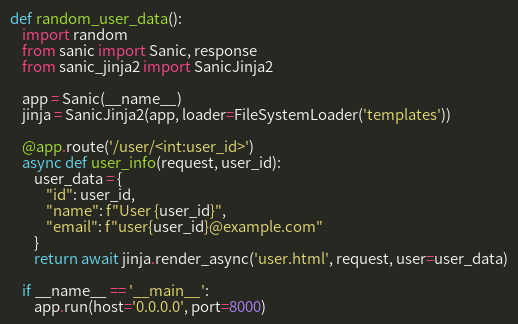 def random_user_data():
    import random
    from sanic import Sanic, response
    from sanic_jinja2 import SanicJinja2

    app = Sanic(__name__)
    jinja = SanicJinja2(app, loader=FileSystemLoader('templates'))

    @app.route('/user/<int:user_id>')
    async def user_info(request, user_id):
        user_data = {
            "id": user_id,
            "name": f"User {user_id}",
            "email": f"user{user_id}@example.com"
        }
        return await jinja.render_async('user.html', request, user=user_data)

    if __name__ == '__main__':
        app.run(host='0.0.0.0', port=8000)